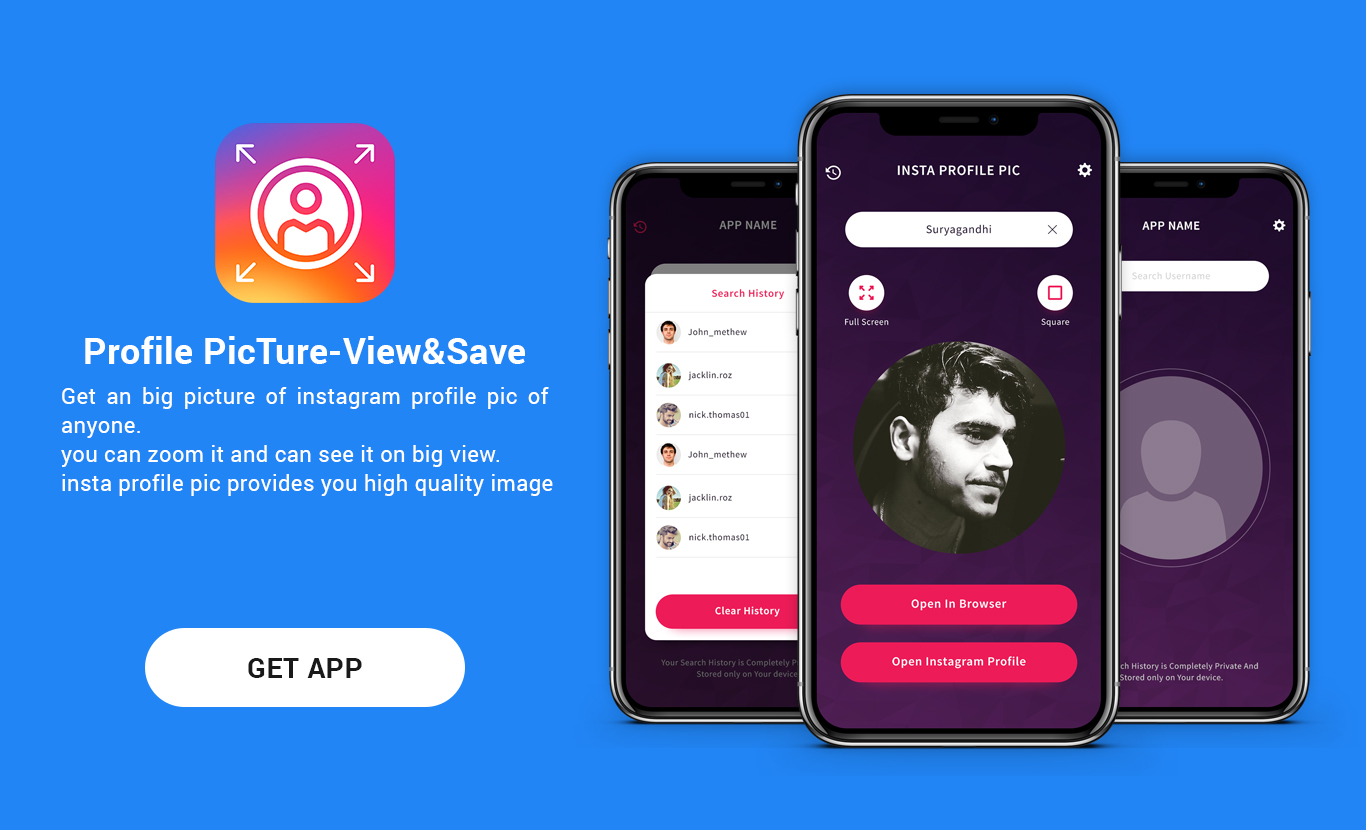 Profile PicTure-View&Save
Get an big picture of instagram profile pic of
anyone.
you can zoom it and can see it on big view.
insta profile pic provides you high quality image
GET APP
APP NAME
Search History
John_methew
jacklin.roz
nick.thomas01
John_methew
jacklin.roz
nick.thomas01
Clear History
Your Search History is Completely
Stored only on Your device
INSTA PROFILE PIC
Suryagandhi
Full Screen
Square
Open In Browser
Open Instagram Profile
APP NAME
Search Username
History is Completely Private And
Stored only on Your device.